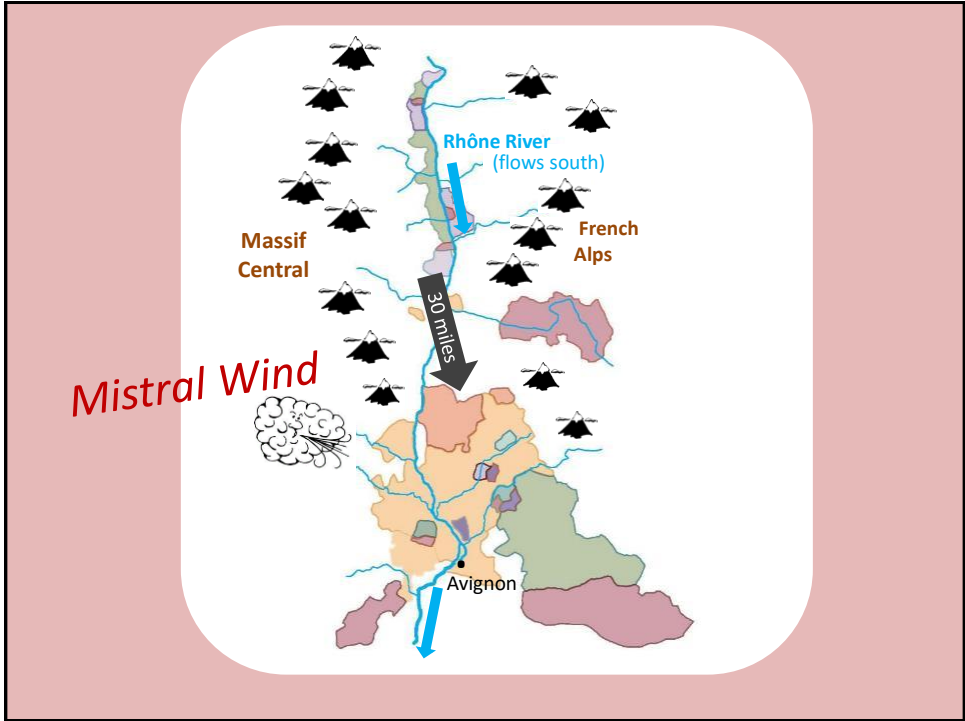 Rhône River
(flows south)
Massif
Central
French
Alps
30 miles
Mistral Wind
Avignon